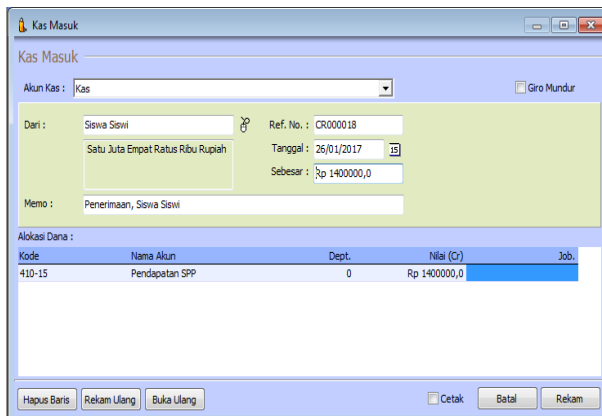 Kas Masuk
Kas Masuk
Akun Kas : Kas Giro Mundur
Dari : Siswa Siswi Ref. No. : CR000018
Satu Juta Empat Ratus Ribu Rupiah Tanggal : 26/01/2017 15
Sebesar : Rp 1400000,0
Memo : Penerimaan, Siswa Siswi
Alokasi Dana :
Kode Nama Akun Dept. Nilai (Cr) Job.
410-15 Pendapatan SPP 0 Rp 1400000,0
Hapus Baris Rekam Ulang Buka Ulang Cetak Batal Rekam